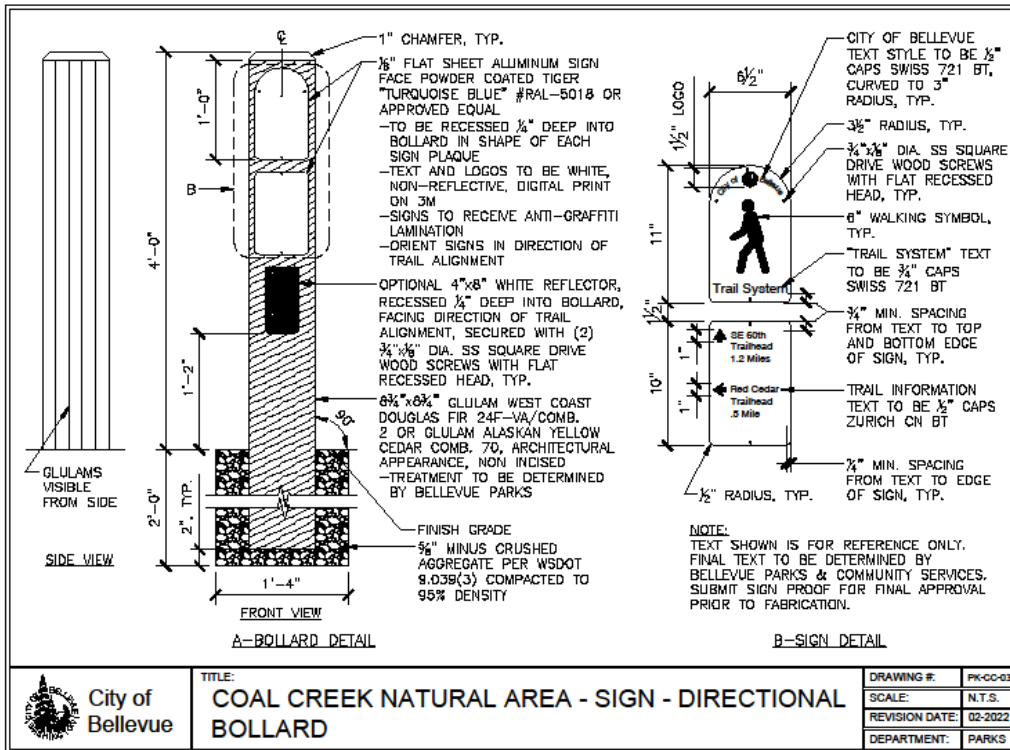 ℄
1" CHAMFER, TYP.
⅛" FLAT SHEET ALUMINUM SIGN
FACE POWDER COATED TIGER
"TURQUOISE BLUE" #RAL-5018 OR
APPROVED EQUAL
-TO BE RECESSED ¼" DEEP INTO
BOLLARD IN SHAPE OF EACH
SIGN PLAQUE
-TEXT AND LOGOS TO BE WHITE,
NON-REFLECTIVE, DIGITAL PRINT
ON 3M
-SIGNS TO RECEIVE ANTI-GRAFFITI
LAMINATION
-ORIENT SIGNS IN DIRECTION OF
TRAIL ALIGNMENT
OPTIONAL 4"x8" WHITE REFLECTOR,
RECESSED ¼" DEEP INTO BOLLARD,
FACING DIRECTION OF TRAIL
ALIGNMENT, SECURED WITH (2)
¾"x⅛" DIA. SS SQUARE DRIVE
WOOD SCREWS WITH FLAT
RECESSED HEAD, TYP.
8¾"x8¾" GLULAM WEST COAST
DOUGLAS FIR 24F-VA/COMB.
2 OR GLULAM ALASKAN YELLOW
CEDAR COMB. 70, ARCHITECTURAL
APPEARANCE, NON INCISED
-TREATMENT TO BE DETERMINED
BY BELLEVUE PARKS
FINISH GRADE
⅝" MINUS CRUSHED
AGGREGATE PER WSDOT
9.039(3) COMPACTED TO
95% DENSITY
1'-0"
B
4'-0"
1'-2"
90°
2'-0"
2". TYP.
1'-4"
GLULAMS
VISIBLE
FROM SIDE
SIDE VIEW
FRONT VIEW
A-BOLLARD DETAIL
6½"
1½" LOGO
11"
1½"
10"
1"
1"
City of Bellevue
Trail System
SE 60th
Trailhead
1.2 Miles
Red Cedar
Trailhead
.5 Mile
CITY OF BELLEVUE
TEXT STYLE TO BE ½"
CAPS SWISS 721 BT,
CURVED TO 3"
RADIUS, TYP.
3½" RADIUS, TYP.
¾"x⅛" DIA. SS SQUARE
DRIVE WOOD SCREWS
WITH FLAT RECESSED
HEAD, TYP.
6" WALKING SYMBOL,
TYP.
"TRAIL SYSTEM" TEXT
TO BE ¾" CAPS
SWISS 721 BT
¾" MIN. SPACING
FROM TEXT TO TOP
AND BOTTOM EDGE
OF SIGN, TYP.
TRAIL INFORMATION
TEXT TO BE ½" CAPS
ZURICH CN BT
MIN. SPACING
FROM TEXT TO EDGE
OF SIGN, TYP.
½" RADIUS, TYP.
NOTE:
TEXT SHOWN IS FOR REFERENCE ONLY.
FINAL TEXT TO BE DETERMINED BY
BELLEVUE PARKS & COMMUNITY SERVICES.
SUBMIT SIGN PROOF FOR FINAL APPROVAL
PRIOR TO FABRICATION.
B-SIGN DETAIL
City of
Bellevue
TITLE:
COAL CREEK NATURAL AREA - SIGN - DIRECTIONAL
BOLLARD
DRAWING #: PK-CC-03
SCALE: N.T.S.
REVISION DATE: 02-2022
DEPARTMENT: PARKS